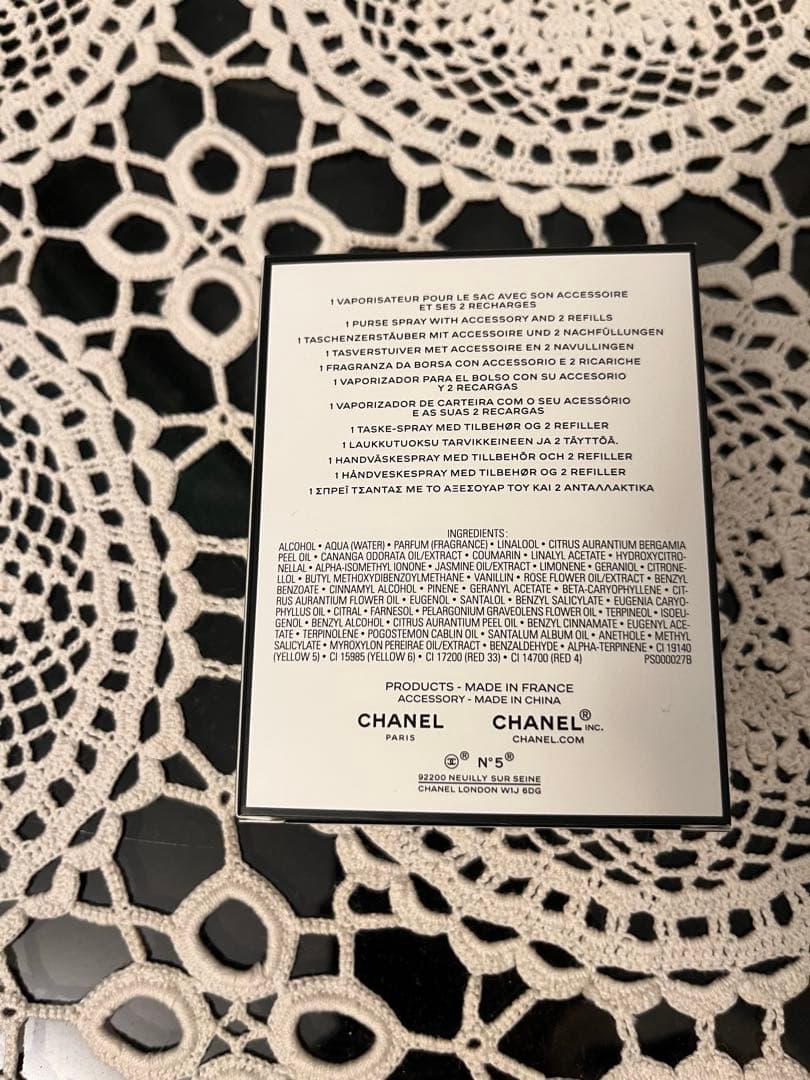 1 VAPORISATEUR POUR LE SAC AVEC SON ACCESSOIRE
ET SES 2 RECHARGES
1 PURSE SPRAY WITH ACCESSORY AND 2 REFILLS
1 TASCHENZERSTÄUBER MIT ACCESSOIRE UND 2 NACHFÜLLUNGEN
1 TASVERSTUIVER MET ACCESSOIRE EN 2 NAVULLINGEN
1 FRAGRANZA DA BORSA CON ACCESSORIO E 2 RICARICHE
1 VAPORIZADOR PARA EL BOLSO CON SU ACCESORIO
Y 2 RECARGAS
1 VAPORIZADOR DE CARTEIRA COM O SEU ACESSÓRIO
E AS SUAS 2 RECARGAS
1 TASKE-SPRAY MED TILBEHØR OG 2 REFILLER
1 LAUKKUTUOKSU TARVIKKEINEEN JA 2 TÄYTTÖÄ.
1 HANDVÄSKESPRAY MED TILLBEHÖR OCH 2 REFILLER
1 HÅNDVESKESPRAY MED TILBEHØR OG 2 REFILLER
1 ΣΠΡΕΪ ΤΣΑΝΤΑΣ ΜΕ ΤΟ ΑΞΕΣΟΥΑΡ ΤΟΥ ΚΑΙ 2 ΑΝΤΑΛΛΑΚΤΙΚΑ
INGREDIENTS:
ALCOHOL • AQUA (WATER) • PARFUM (FRAGRANCE) • LINALOOL • CITRUS AURANTIUM BERGAMIA
PEEL OIL • CANANGA ODORATA OIL/EXTRACT • COUMARIN • LINALYL ACETATE • HYDROXYCITRO-
NELLAL • ALPHA-ISOMETHYL IONONE • JASMINE OIL/EXTRACT • LIMONENE • GERANIOL • CITRONE-
LLOL • BUTYL METHOXYDIBENZOYLMETHANE • VANILLIN • ROSE FLOWER OIL/EXTRACT • BENZYL
BENZOATE • CINNAMYL ALCOHOL • PINENE • GERANYL ACETATE • BETA-CARYOPHYLLENE • CIT-
RUS AURANTIUM FLOWER OIL • EUGENOL • SANTALOL • BENZYL SALICYLATE • EUGENIA CARYO-
PHYLLUS OIL • CITRAL • FARNESOL • PELARGONIUM GRAVEOLENS FLOWER OIL • TERPINEOL • ISOEU-
GENOL • BENZYL ALCOHOL • CITRUS AURANTIUM PEEL OIL • BENZYL CINNAMATE • EUGENYL ACE-
TATE • TERPINOLENE • POGOSTEMON CABLIN OIL • SANTALUM ALBUM OIL • ANETHOLE • METHYL
SALICYLATE • MYROXYLON PEREIRAE OIL/EXTRACT • BENZALDEHYDE • ALPHA-TERPINENE • CI 19140
(YELLOW 5) • CI 15985 (YELLOW 6) • CI 17200 (RED 33) • CI 14700 (RED 4) PS000027B
PRODUCTS - MADE IN FRANCE
ACCESSORY - MADE IN CHINA
CHANEL CHANEL® INC.
PARIS CHANEL.COM
® N°5®
92200 NEUILLY SUR SEINE
CHANEL LONDON W1J 6DG